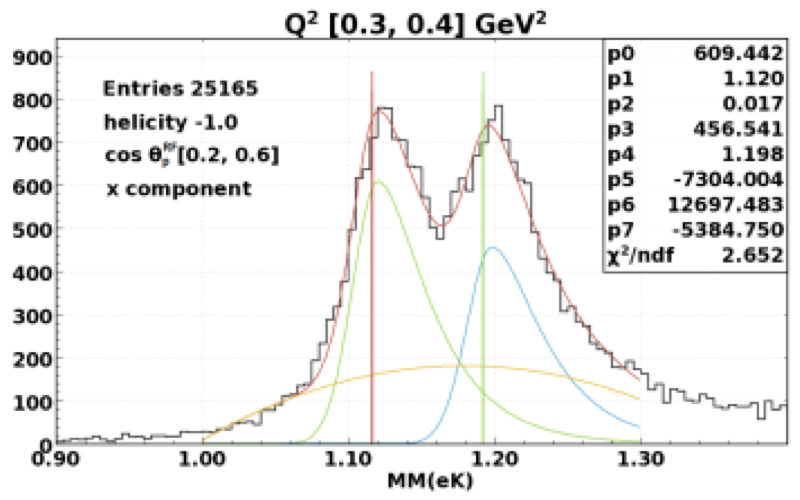 Q² [0.3, 0.4] GeV²
Entries 25165
helicity -1.0
cos θₚᴿᶠ[0.2, 0.6]
x component
p0 609.442
p1 1.120
p2 0.017
p3 456.541
p4 1.198
p5 -7304.004
p6 12697.483
p7 -5384.750
χ²/ndf 2.652
900
800
700
600
500
400
300
200
100
0
0.90 1.00 1.10 1.20 1.30
MM(eK)